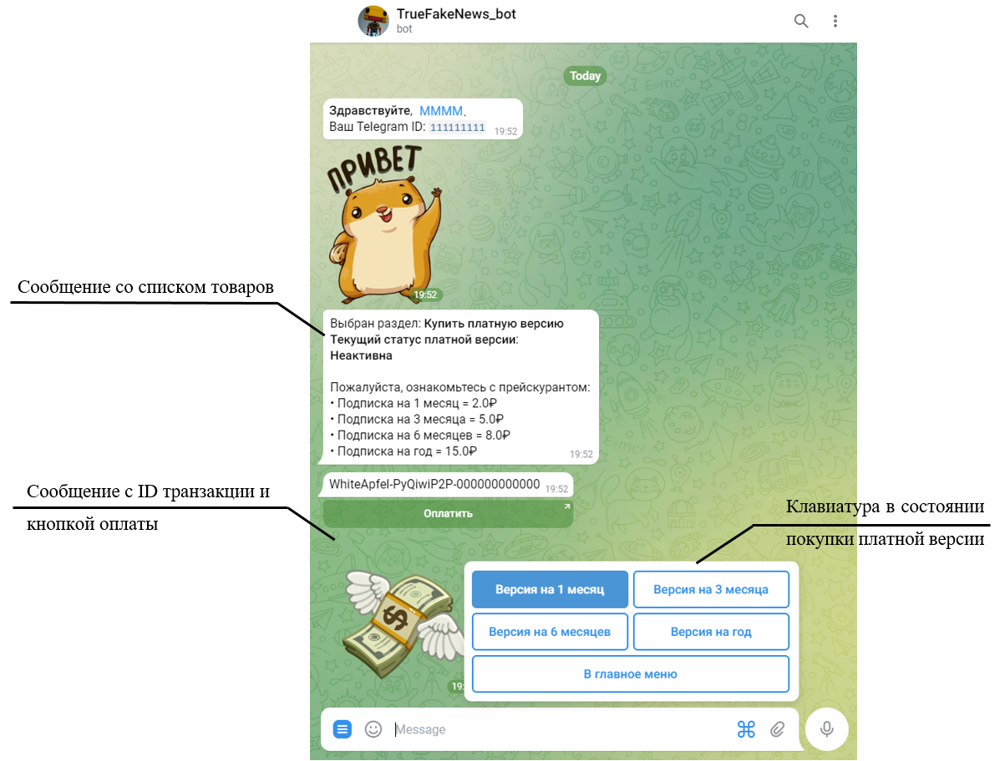 TrueFakeNews_bot
bot
Today
Здравствуйте, MMMM.
Ваш Telegram ID: 111111111 19:52
ПРИВЕТ
19:52
Сообщение со списком товаров
Выбран раздел: Купить платную версию
Текущий статус платной версии:
Неактивна
Пожалуйста, ознакомьтесь с прейскурантом:
• Подписка на 1 месяц = 2.0₽
• Подписка на 3 месяца = 5.0₽
• Подписка на 6 месяцев = 8.0₽
• Подписка на год = 15.0₽ 19:52
Сообщение с ID транзакции и
кнопкой оплаты
WhiteApfel-PyQiwiP2P-000000000000 19:52
Оплатить
Клавиатура в состоянии
покупки платной версии
$
Версия на 1 месяц Версия на 3 месяца
Версия на 6 месяцев Версия на год
В главное меню
19:
Message